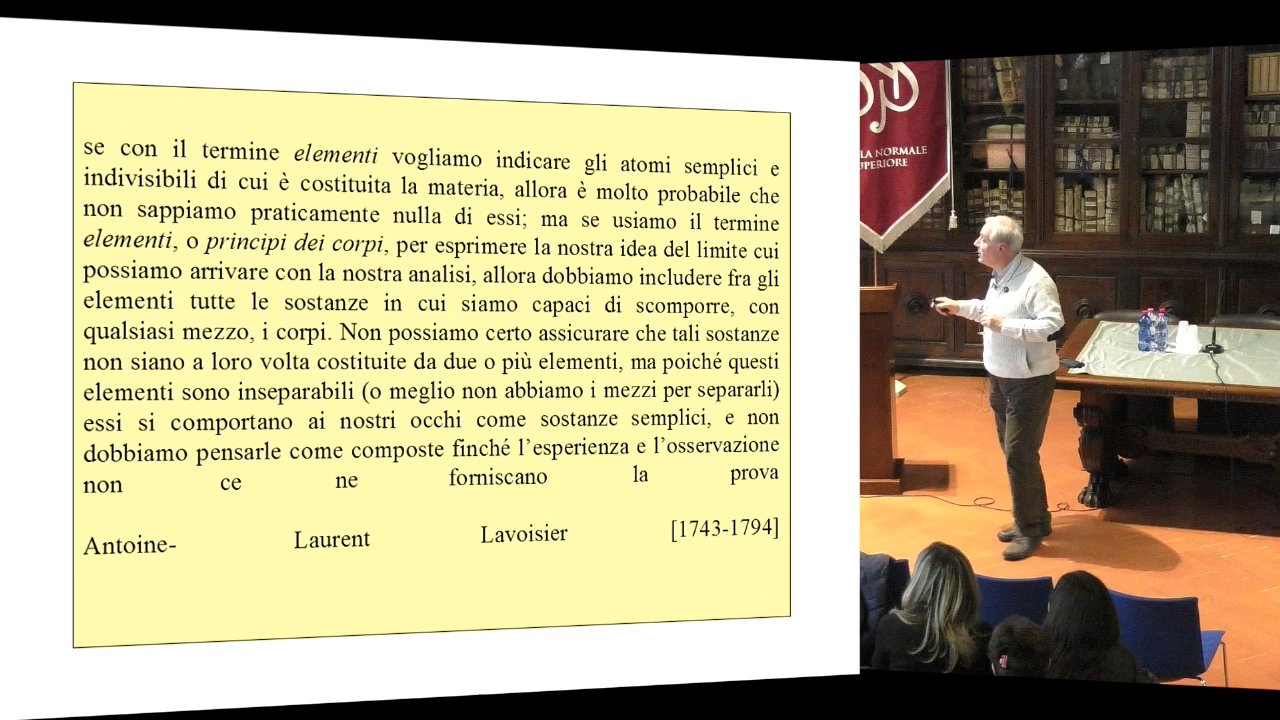 se con il termine elementi vogliamo indicare gli atomi semplici e
indivisibili di cui è costituita la materia, allora è molto probabile che
non sappiamo praticamente nulla di essi; ma se usiamo il termine
elementi, o principi dei corpi, per esprimere la nostra idea del limite cui
possiamo arrivare con la nostra analisi, allora dobbiamo includere fra gli
elementi tutte le sostanze in cui siamo capaci di scomporre, con
qualsiasi mezzo, i corpi. Non possiamo certo assicurare che tali sostanze
non siano a loro volta costituite da due o più elementi, ma poiché questi
elementi sono inseparabili (o meglio non abbiamo i mezzi per separarli)
essi si comportano ai nostri occhi come sostanze semplici, e non
dobbiamo pensarle come composte finché l'esperienza e l'osservazione
non ce ne forniscano la prova
Antoine- Laurent Lavoisier [1743-1794]
LA NORMALE
UPERIORE